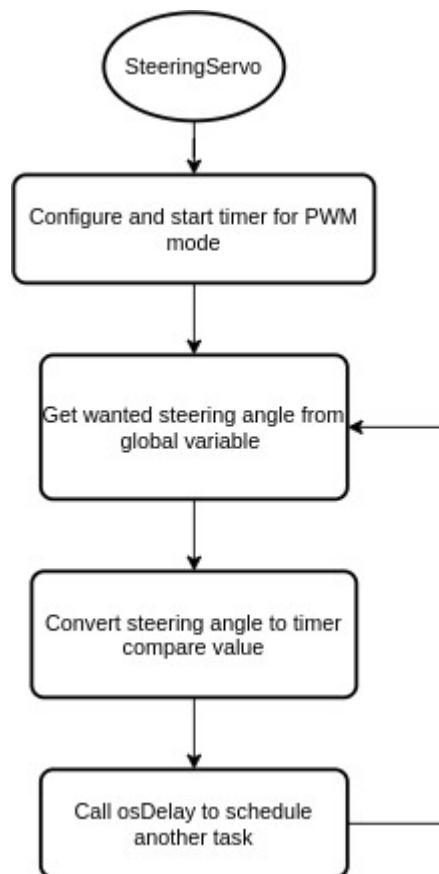 SteeringServo
Configure and start timer for PWM
mode
Get wanted steering angle from
global variable
Convert steering angle to timer
compare value
Call osDelay to schedule
another task